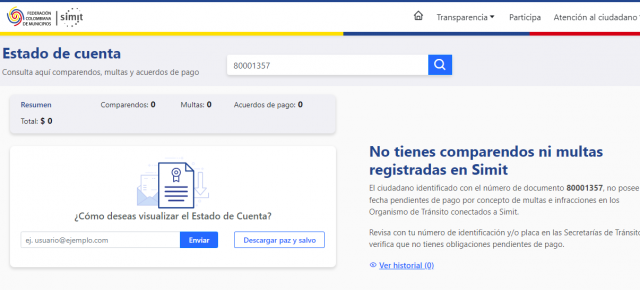 FEDERACIÓN
COLOMBIANA
DE MUNICIPIOS
simit
Transparencia
Participa
Atención al ciudadano
Estado de cuenta
Consulta aquí comparendos, multas y acuerdos de pago
80001357
Resumen
Comparendos: 0
Multas: 0
Acuerdos de pago: 0
Total: $ 0
¿Cómo deseas visualizar el Estado de Cuenta?
ej. usuario@ejemplo.com
Enviar
Descargar paz y salvo
No tienes comparendos ni multas
registradas en Simit
El ciudadano identificado con el número de documento 80001357, no posee
fecha pendientes de pago por concepto de multas e infracciones en los
Organismo de Tránsito conectados a Simit.
Revisa con tu número de identificación y/o placa en las Secretarías de Tránsito
verifica que no tienes obligaciones pendientes de pago.
Ver historial (0)